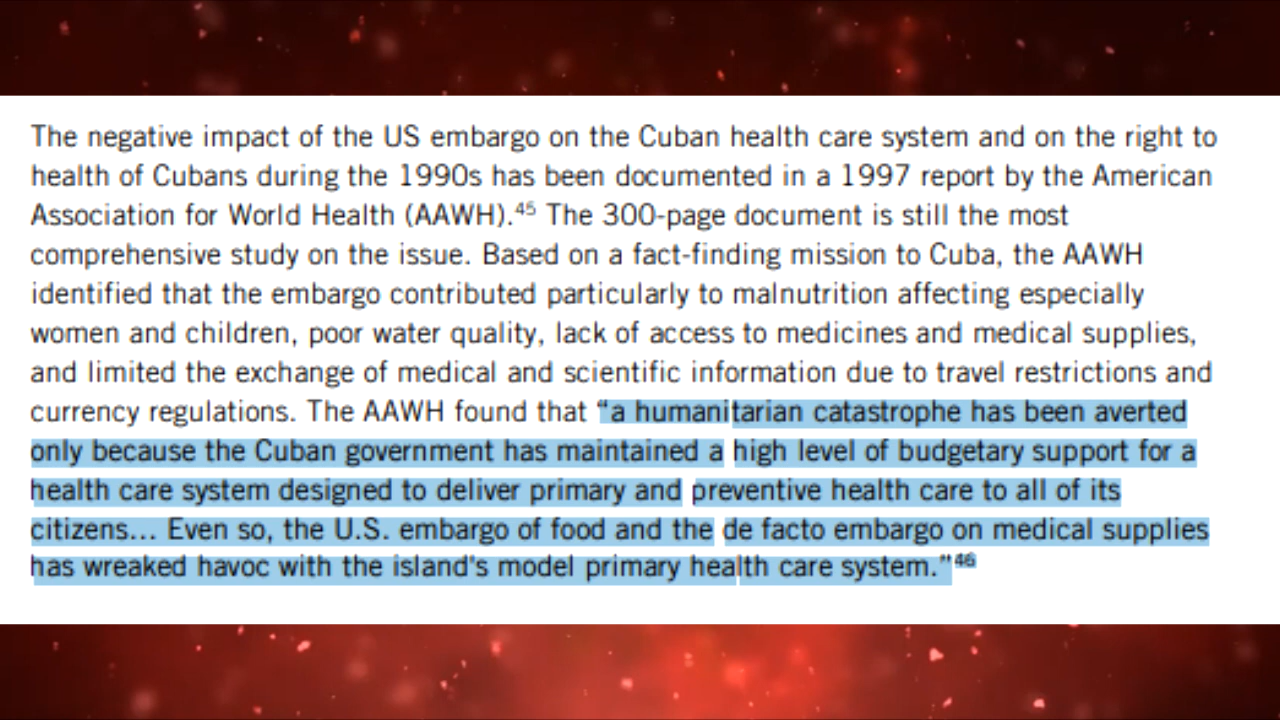 The negative impact of the US embargo on the Cuban health care system and on the right to
health of Cubans during the 1990s has been documented in a 1997 report by the American
Association for World Health (AAWH).⁴⁵ The 300-page document is still the most
comprehensive study on the issue. Based on a fact-finding mission to Cuba, the AAWH
identified that the embargo contributed particularly to malnutrition affecting especially
women and children, poor water quality, lack of access to medicines and medical supplies,
and limited the exchange of medical and scientific information due to travel restrictions and
currency regulations. The AAWH found that “a humanitarian catastrophe has been averted
only because the Cuban government has maintained a high level of budgetary support for a
health care system designed to deliver primary and preventive health care to all of its
citizens... Even so, the U.S. embargo of food and the de facto embargo on medical supplies
has wreaked havoc with the island's model primary health care system.”⁴⁶